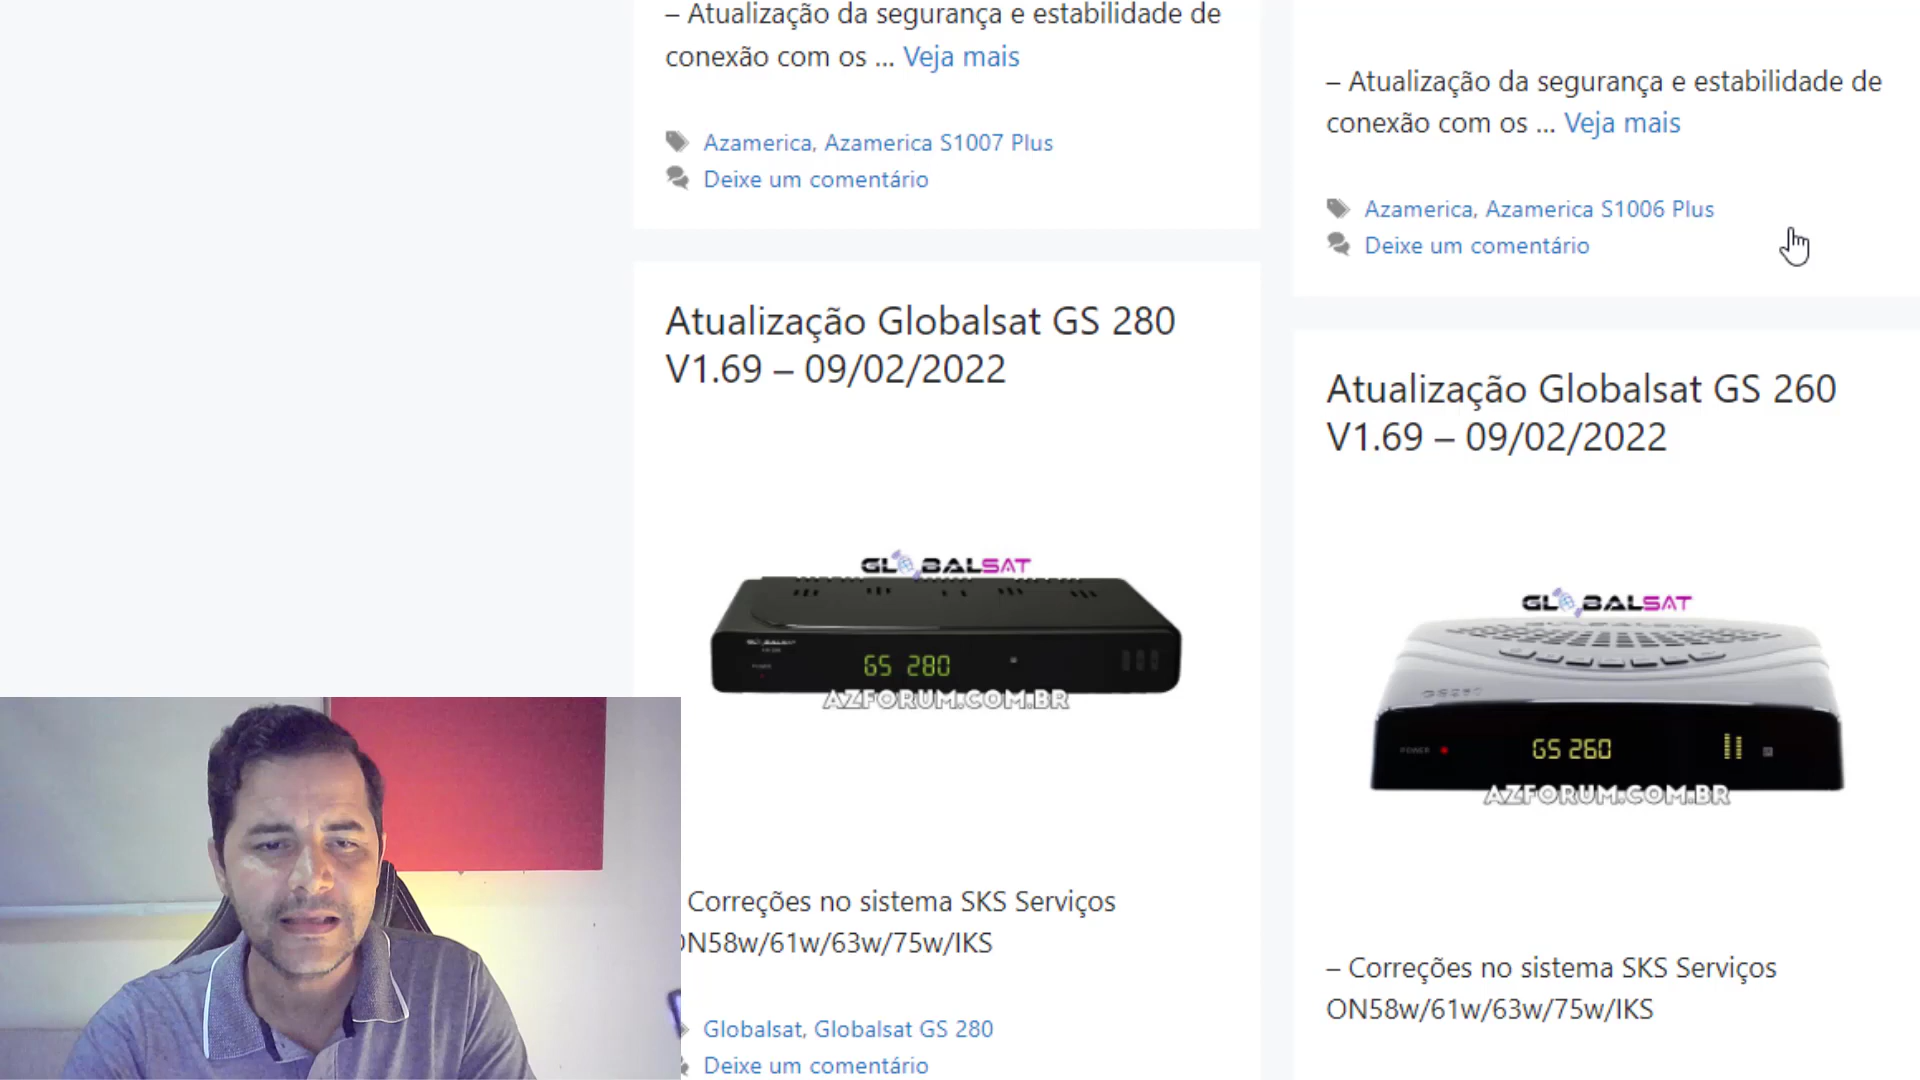 – Atualização da segurança e estabilidade de
conexão com os ... Veja mais
Azamerica, Azamerica S1007 Plus
Deixe um comentário
Atualização Globalsat GS 280
V1.69 – 09/02/2022
GLOBALSAT
GS 280
AZFORUM.COM.BR
Correções no sistema SKS Serviços
ON58w/61w/63w/75w/IKS
Globalsat, Globalsat GS 280
Deixe um comentário
– Atualização da segurança e estabilidade de
conexão com os ... Veja mais
Azamerica, Azamerica S1006 Plus
Deixe um comentário
Atualização Globalsat GS 260
V1.69 – 09/02/2022
GLOBALSAT
GS260
POWER
GS 260
AZFORUM.COM.BR
– Correções no sistema SKS Serviços
ON58w/61w/63w/75w/IKS